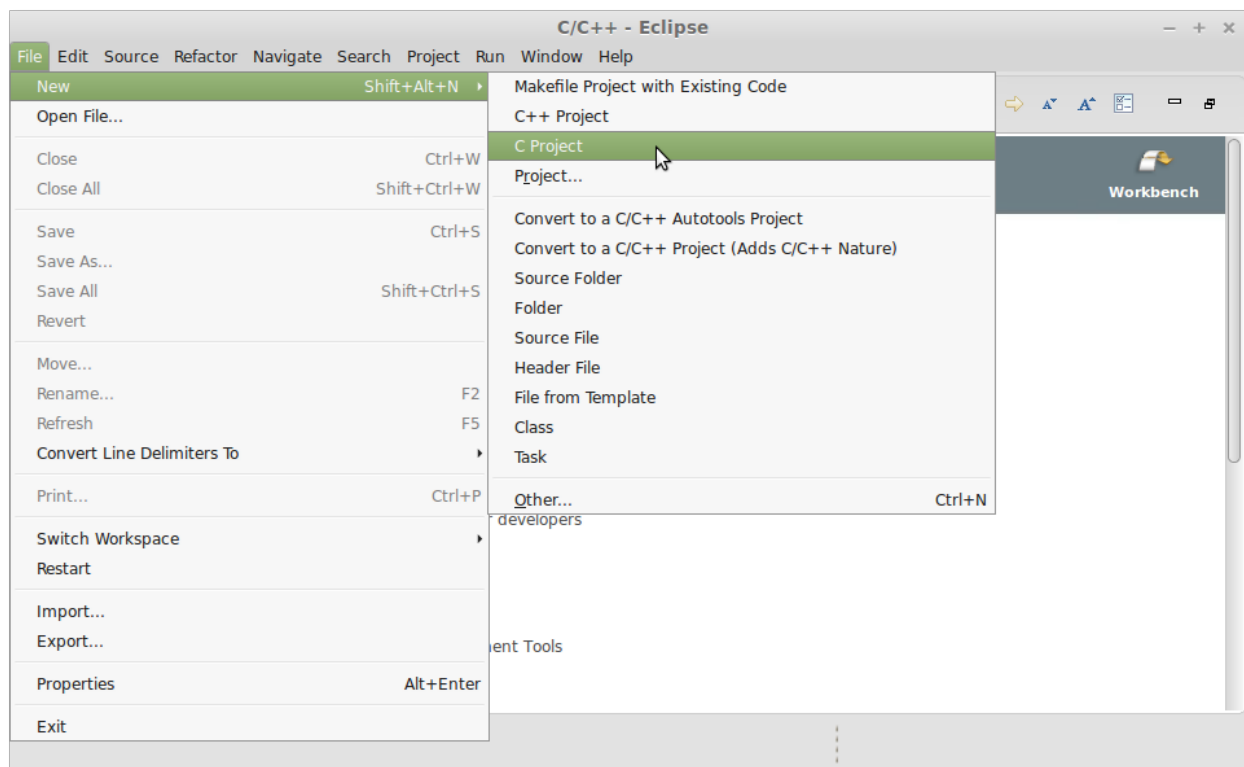 C/C++ - Eclipse
File Edit Source Refactor Navigate Search Project Run Window Help
New Shift+Alt+N
Open File...
Close Ctrl+W
Close All Shift+Ctrl+W
Save Ctrl+S
Save As...
Save All Shift+Ctrl+S
Revert
Move...
Rename... F2
Refresh F5
Convert Line Delimiters To
Print... Ctrl+P
Switch Workspace
Restart
Import...
Export...
Properties Alt+Enter
Exit
Makefile Project with Existing Code
C++ Project
C Project
Project...
Convert to a C/C++ Autotools Project
Convert to a C/C++ Project (Adds C/C++ Nature)
Source Folder
Folder
Source File
Header File
File from Template
Class
Task
Other... Ctrl+N
Workbench
developers
Tools